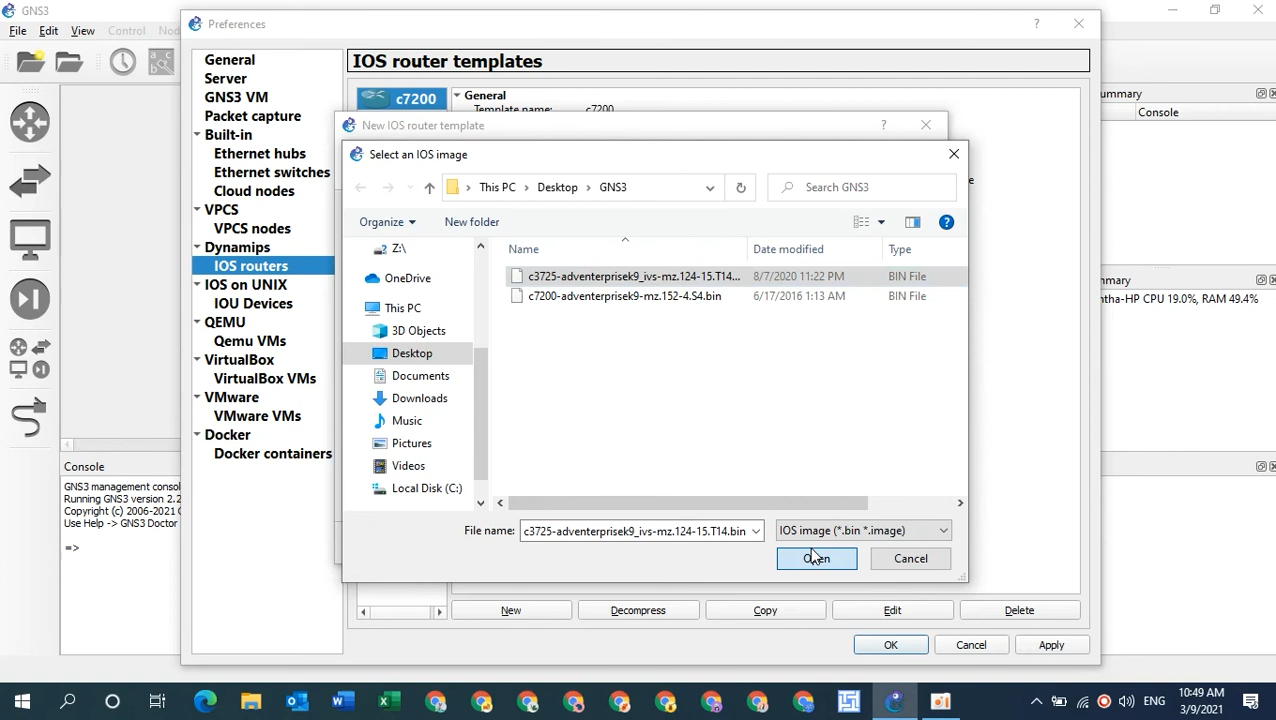 GNS3
File Edit View Control Nod
Preferences
General
Server
GNS3 VM
Packet capture
Built-in
Ethernet hubs
Ethernet switches
Cloud nodes
VPCS
VPCS nodes
Dynamips
IOS routers
IOS on UNIX
IOU Devices
QEMU
Qemu VMs
VirtualBox
VirtualBox VMs
VMware
VMware VMs
Docker
Docker containers
IOS router templates
c7200
General
Template name: c7200
New IOS router template
Select an IOS image
This PC Desktop GNS3
Search GNS3
Organize New folder
Z:\
OneDrive
This PC
3D Objects
Desktop
Documents
Downloads
Music
Pictures
Videos
Local Disk (C:)
Name Date modified Type
c3725-adventerprisek9_ivs-mz.124-15.T14... 8/7/2020 11:22 PM BIN File
c7200-adventerprisek9-mz.152-4.S4.bin 6/17/2016 1:13 AM BIN File
File name: c3725-adventerprisek9_ivs-mz.124-15.T14.bin IOS image (*.bin *.image)
Open Cancel
New Decompress Copy Edit Delete
OK Cancel Apply
ummary
Console
ummary
ntha-HP CPU 19.0%, RAM 49.4%
Console
GNS3 management consol
Running GNS3 version 2.2
Copyright (c) 2006-2021 G
Use Help -> GNS3 Doctor
=>
ENG
10:49 AM
3/9/2021